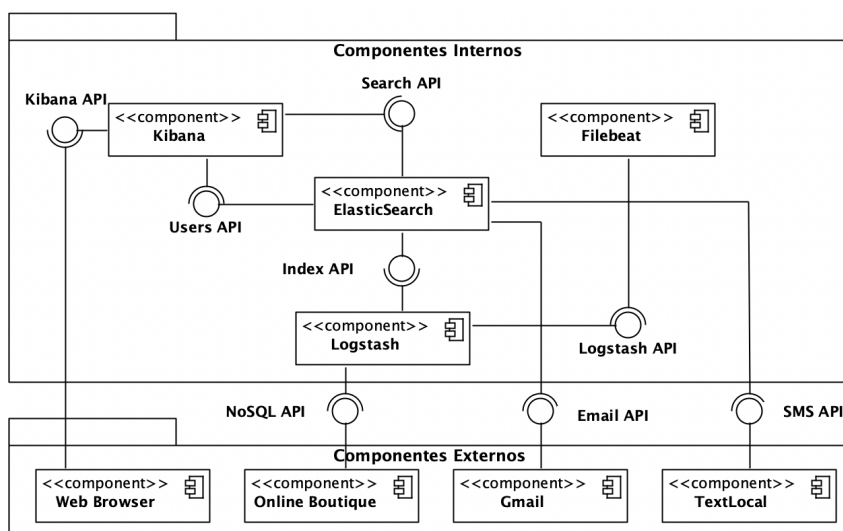 Componentes Internos
Search API
Kibana API
<<component>>
Kibana
<<component>>
Filebeat
<<component>>
ElasticSearch
Users API
Index API
<<component>>
Logstash
Logstash API
NoSQL API
Email API
SMS API
Componentes Externos
<<component>>
Web Browser
<<component>>
Online Boutique
<<component>>
Gmail
<<component>>
TextLocal